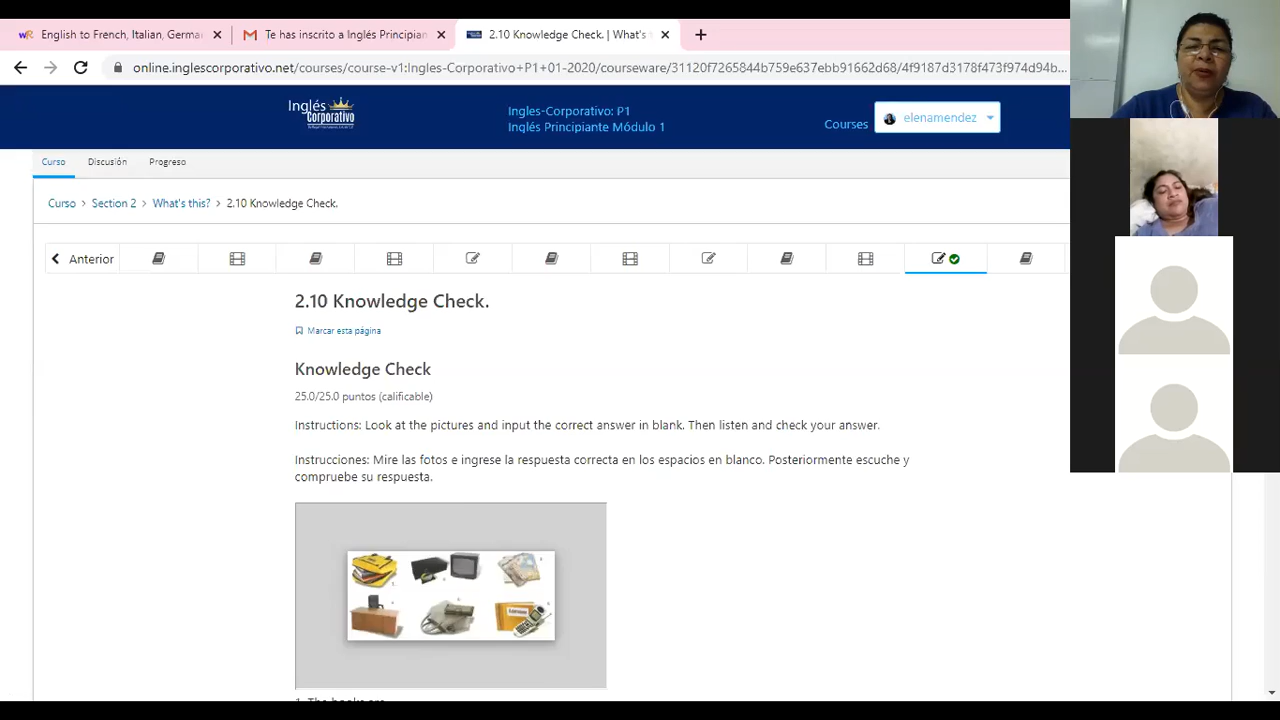 English to French, Italian, Germa
Te has inscrito a Inglés Principian
2.10 Knowledge Check. | What's
online.inglescorporativo.net/courses/course-v1:Ingles-Corporativo+P1+01-2020/courseware/31120f7265844b759e637ebb91662d68/4f9187d3178f473f974d94b...
Inglés
Corporativo
Ingles-Corporativo: P1
Inglés Principiante Módulo 1
Courses
elenamendez
Curso
Discusión
Progreso
Curso > Section 2 > What's this? > 2.10 Knowledge Check.
Anterior
2.10 Knowledge Check.
Marcar esta página
Knowledge Check
25.0/25.0 puntos (calificable)
Instructions: Look at the pictures and input the correct answer in blank. Then listen and check your answer.
Instrucciones: Mire las fotos e ingrese la respuesta correcta en los espacios en blanco. Posteriormente escuche y
compruebe su respuesta.
1. The books are